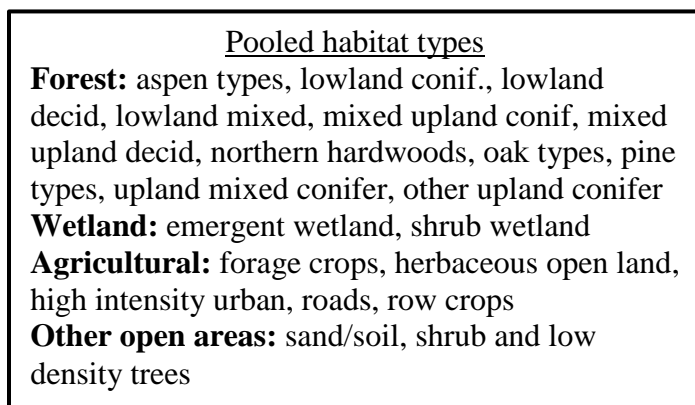 Pooled habitat types
Forest: aspen types, lowland conif., lowland
decid, lowland mixed, mixed upland conif, mixed
upland decid, northern hardwoods, oak types, pine
types, upland mixed conifer, other upland conifer
Wetland: emergent wetland, shrub wetland
Agricultural: forage crops, herbaceous open land,
high intensity urban, roads, row crops
Other open areas: sand/soil, shrub and low
density trees